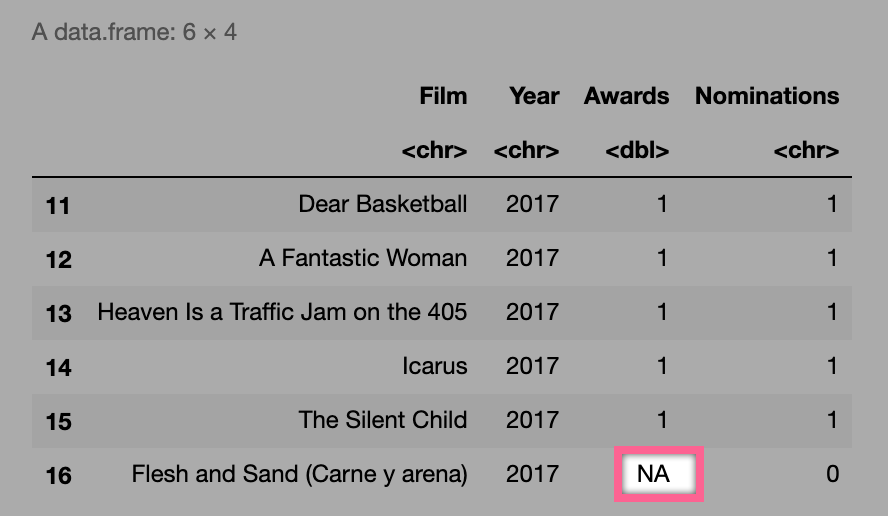 A data.frame: 6 × 4
Film Year Awards Nominations
<chr> <chr> <dbl> <chr>
11 Dear Basketball 2017 1 1
12 A Fantastic Woman 2017 1 1
13 Heaven Is a Traffic Jam on the 405 2017 1 1
14 Icarus 2017 1 1
15 The Silent Child 2017 1 1
16 Flesh and Sand (Carne y arena) 2017 NA 0